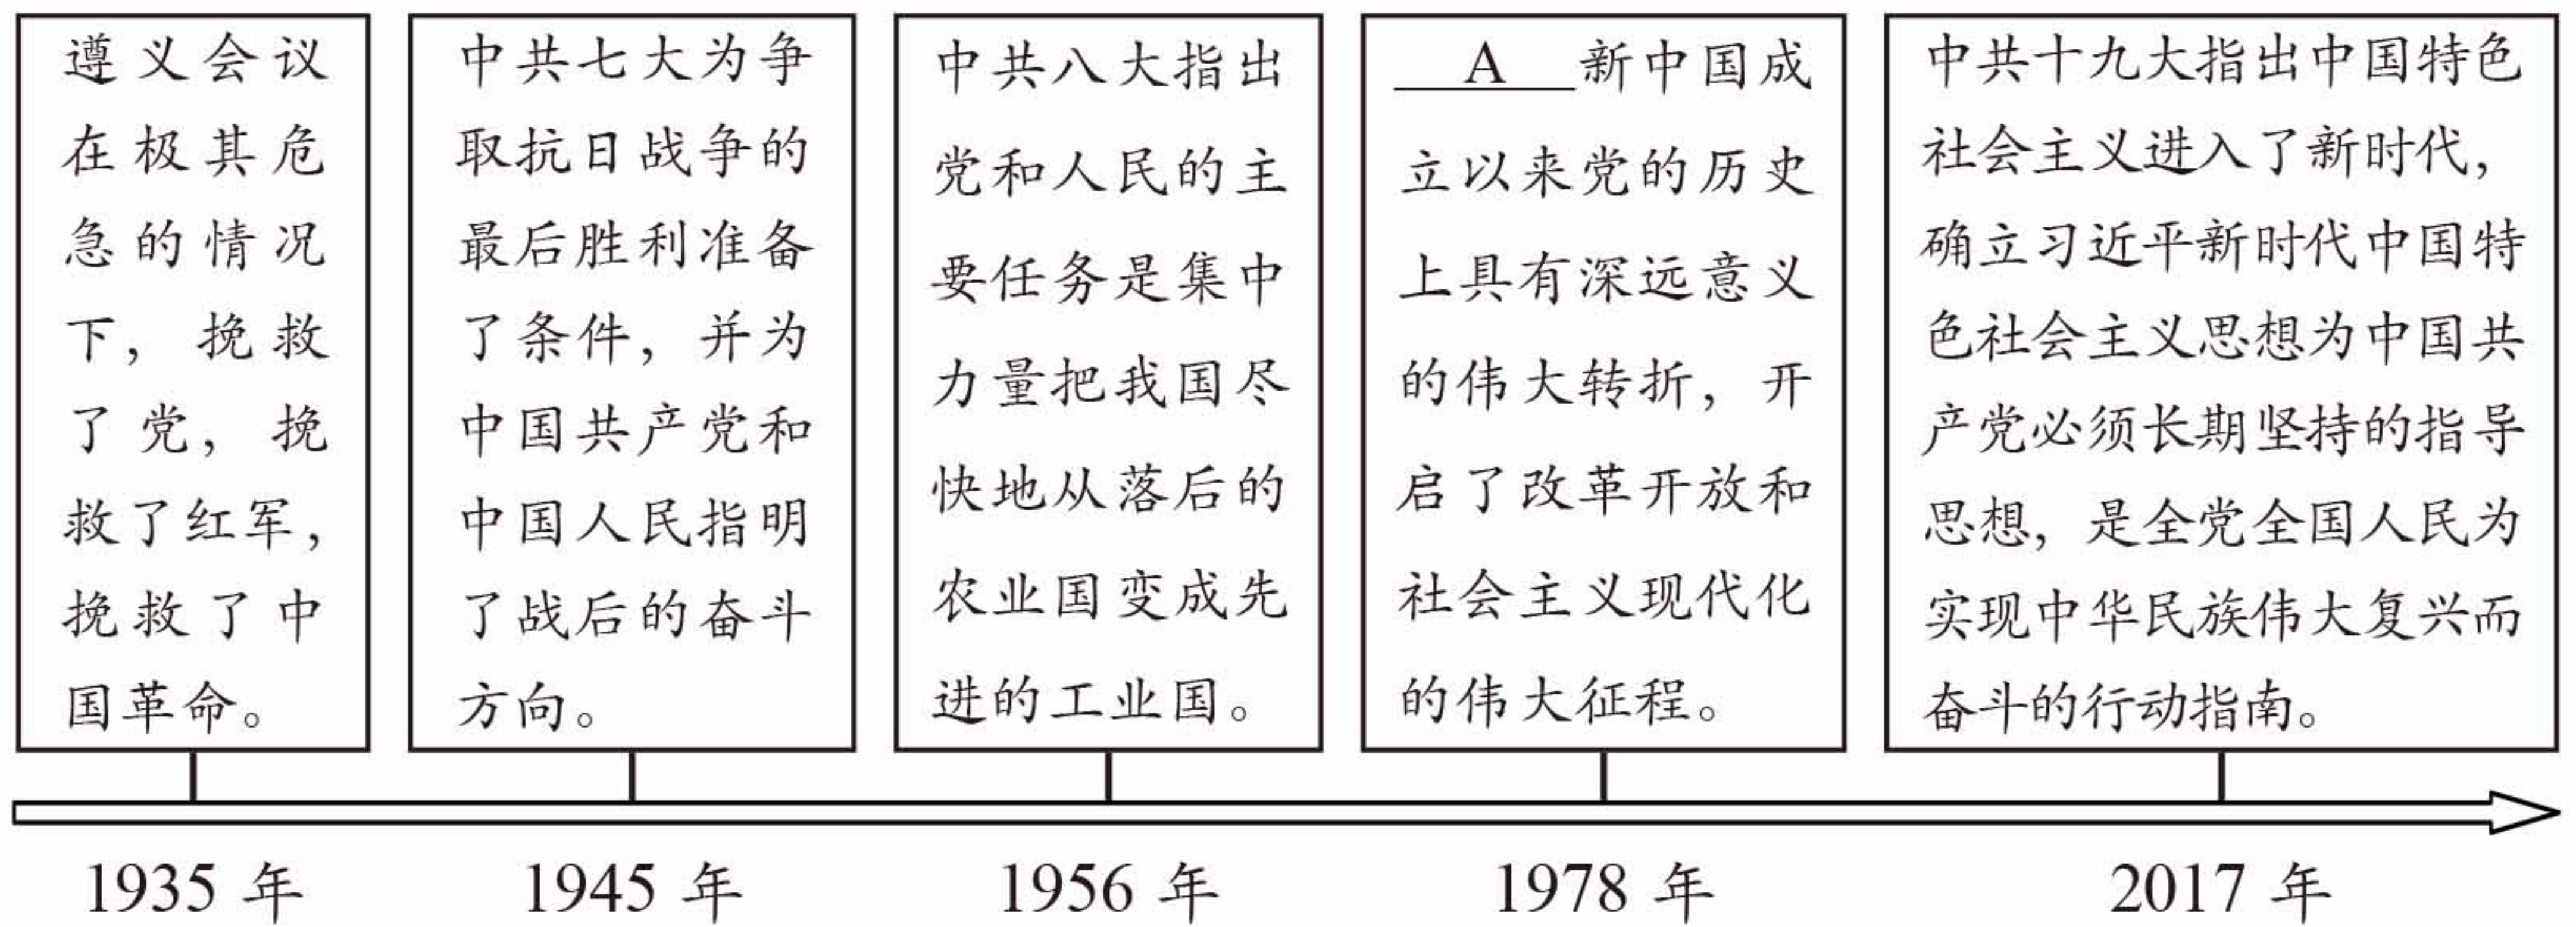 遵义会议
在极其危
急的情况
下，挽救
了党，挽
救了红军，
挽救了中
国革命。
中共七大为争
取抗日战争的
最后胜利准备
了条件，并为
中国共产党和
中国人民指明
了战后的奋斗
方向。
中共八大指出
党和人民的主
要任务是集中
力量把我国尽
快地从落后的
农业国变成先
进的工业国。
A 新中国成
立以来党的历史
上具有深远意义
的伟大转折，开
启了改革开放和
社会主义现代化
的伟大征程。
中共十九大指出中国特色
社会主义进入了新时代，
确立习近平新时代中国特
色社会主义思想为中国共
产党必须长期坚持的指导
思想，是全党全国人民为
实现中华民族伟大复兴而
奋斗的行动指南。
1935 年
1945 年
1956 年
1978 年
2017 年